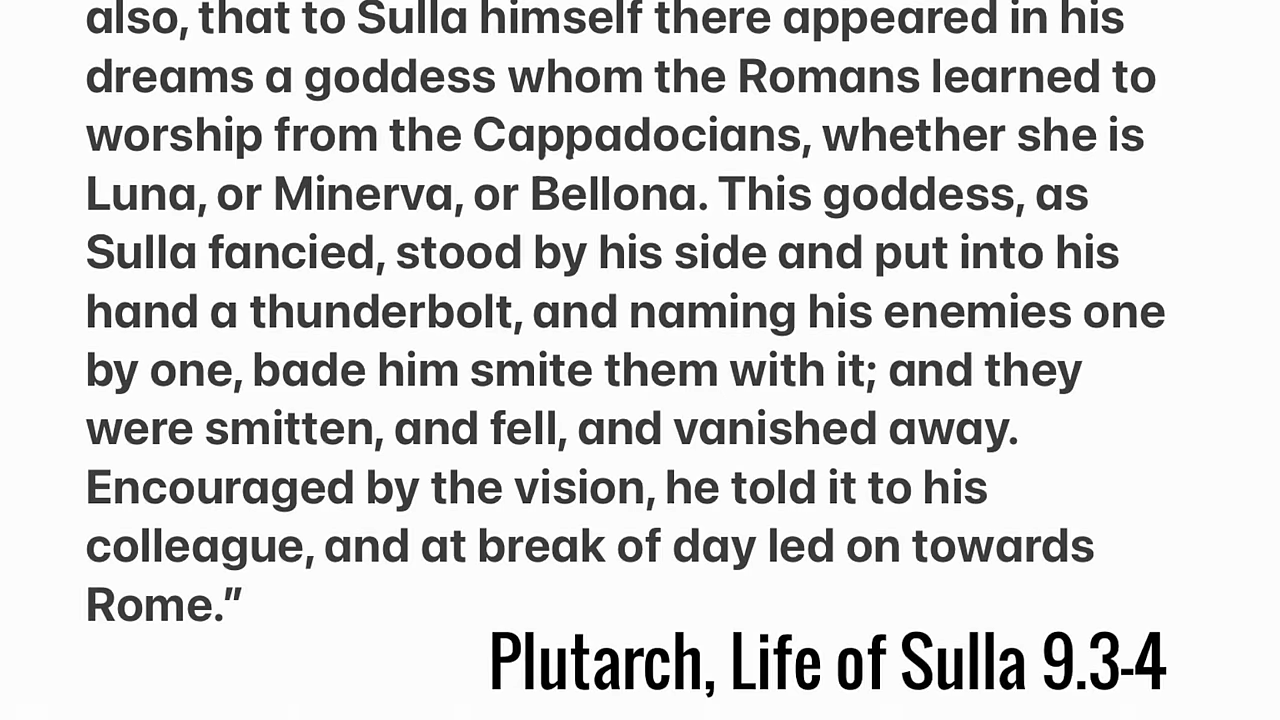 also, that to Sulla himself there appeared in his
dreams a goddess whom the Romans learned to
worship from the Cappadocians, whether she is
Luna, or Minerva, or Bellona. This goddess, as
Sulla fancied, stood by his side and put into his
hand a thunderbolt, and naming his enemies one
by one, bade him smite them with it; and they
were smitten, and fell, and vanished away.
Encouraged by the vision, he told it to his
colleague, and at break of day led on towards
Rome.”
Plutarch, Life of Sulla 9.3-4